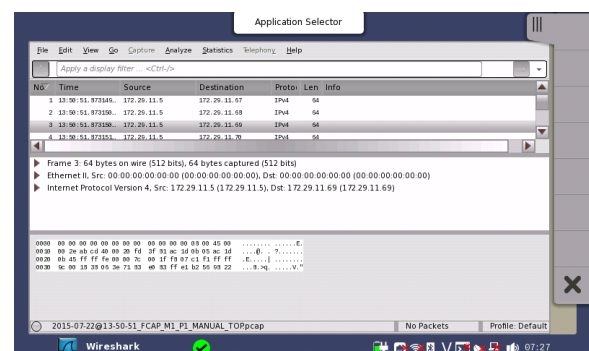 Application Selector
File Edit View Go Capture Analyze Statistics Telephony Help
Apply a display filter ... <Ctrl-/>
No Time Source Destination Proto Len Info
1 13:50:51.873149… 172.29.11.5 172.29.11.67 IPv4 64
2 13:50:51.873150… 172.29.11.5 172.29.11.68 IPv4 64
3 13:50:51.873150… 172.29.11.5 172.29.11.69 IPv4 64
4 13:50:51.873151… 172.29.11.5 172.29.11.70 IPv4 64
Frame 3: 64 bytes on wire (512 bits), 64 bytes captured (512 bits)
Ethernet II, Src: 00:00:00:00:00:00 (00:00:00:00:00:00), Dst: 00:00:00:00:00:00 (00:00:00:00:00:00)
Internet Protocol Version 4, Src: 172.29.11.5 (172.29.11.5), Dst: 172.29.11.69 (172.29.11.69)
0000 00 00 00 00 00 00 00 00 00 00 00 00 08 00 45 00 ........ ......E.
0010 00 2e ab cd 40 00 20 fd 3f 81 ac 1d 0b 05 ac 1d ....@. . ?.......
0020 0b 45 ff ff fe 00 00 7c 00 1f f8 07 c1 f1 ff ff .E.....| ........
0030 9c 00 18 38 06 3e 71 83 e0 83 ff e1 b2 56 98 22 ...8.>q. .....V."
2015-07-22@13-50-51_FCAP_M1_P1_MANUAL_TOP.pcap No Packets Profile: Default
Wireshark 07:27